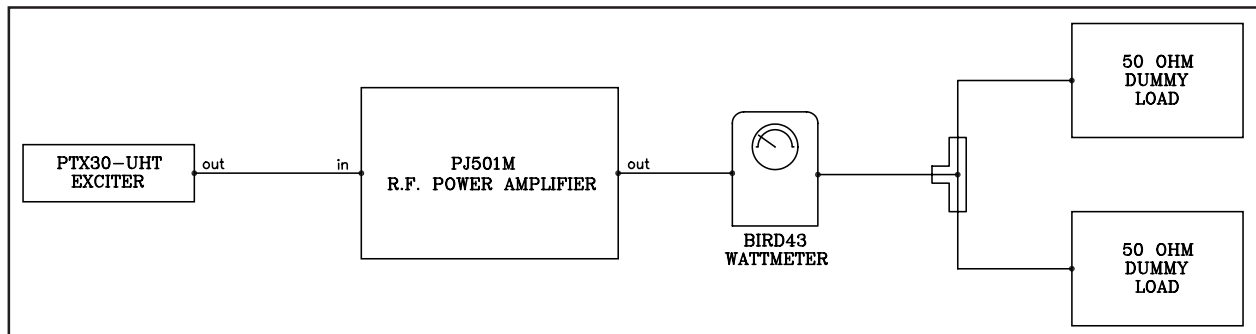 PTX30-UHT
EXCITER
out
in
PJ501M
R.F. POWER AMPLIFIER
out
BIRD43
WATTMETER
50 OHM
DUMMY
LOAD
50 OHM
DUMMY
LOAD